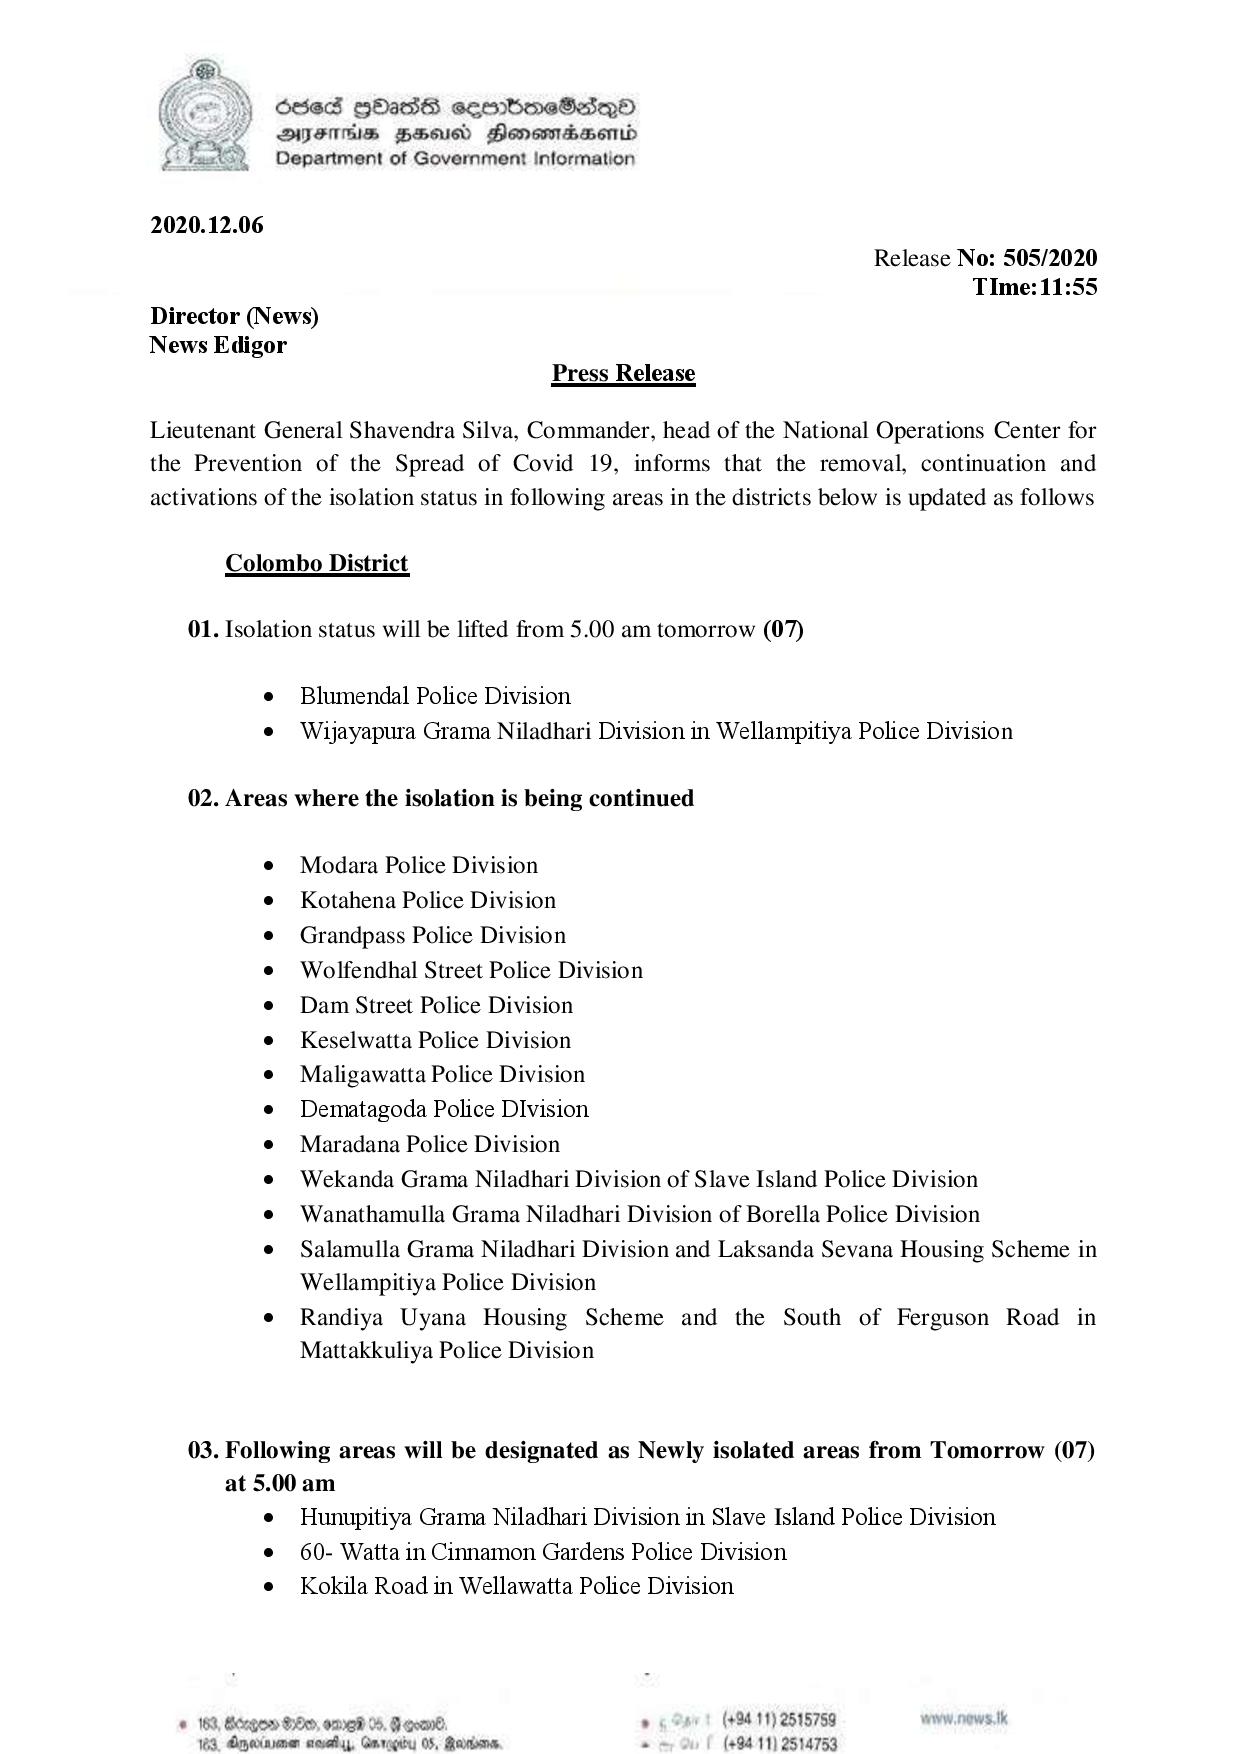 රජයේ ප්‍රවෘත්ති දෙපාර්තමේන්තුව
அரசாங்க தகவல் திணைக்களம்
Department of Government Information
2020.12.06
Release No: 505/2020
TIme:11:55
Director (News)
News Edigor
Press Release
Lieutenant General Shavendra Silva, Commander, head of the National Operations Center for
the Prevention of the Spread of Covid 19, informs that the removal, continuation and
activations of the isolation status in following areas in the districts below is updated as follows
Colombo District
01. Isolation status will be lifted from 5.00 am tomorrow (07)
• Blumendal Police Division
• Wijayapura Grama Niladhari Division in Wellampitiya Police Division
02. Areas where the isolation is being continued
• Modara Police Division
• Kotahena Police Division
• Grandpass Police Division
• Wolfendhal Street Police Division
• Dam Street Police Division
• Keselwatta Police Division
• Maligawatta Police Division
• Dematagoda Police DIvision
• Maradana Police Division
• Wekanda Grama Niladhari Division of Slave Island Police Division
• Wanathamulla Grama Niladhari Division of Borella Police Division
• Salamulla Grama Niladhari Division and Laksanda Sevana Housing Scheme in
Wellampitiya Police Division
• Randiya Uyana Housing Scheme and the South of Ferguson Road in
Mattakkuliya Police Division
03. Following areas will be designated as Newly isolated areas from Tomorrow (07)
at 5.00 am
• Hunupitiya Grama Niladhari Division in Slave Island Police Division
• 60- Watta in Cinnamon Gardens Police Division
• Kokila Road in Wellawatta Police Division
163, කිරුලපන මාවත, කොළඹ 05, ශ්‍රී ලංකාව.
163, கிருலப்பனை வெனியூ, கொழும்பு 05, இலங்கை.
(+94 11) 2515759
(+94 11) 2514753
www.news.lk